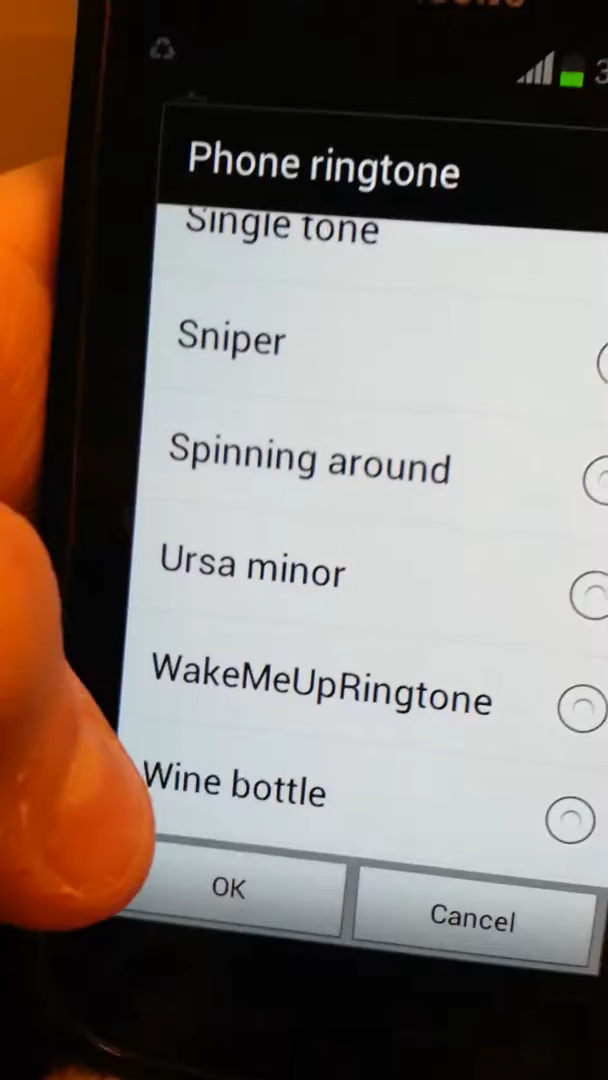 Phone ringtone
Single tone
Sniper
Spinning around
Ursa minor
WakeMeUpRingtone
Wine bottle
OK
Cancel